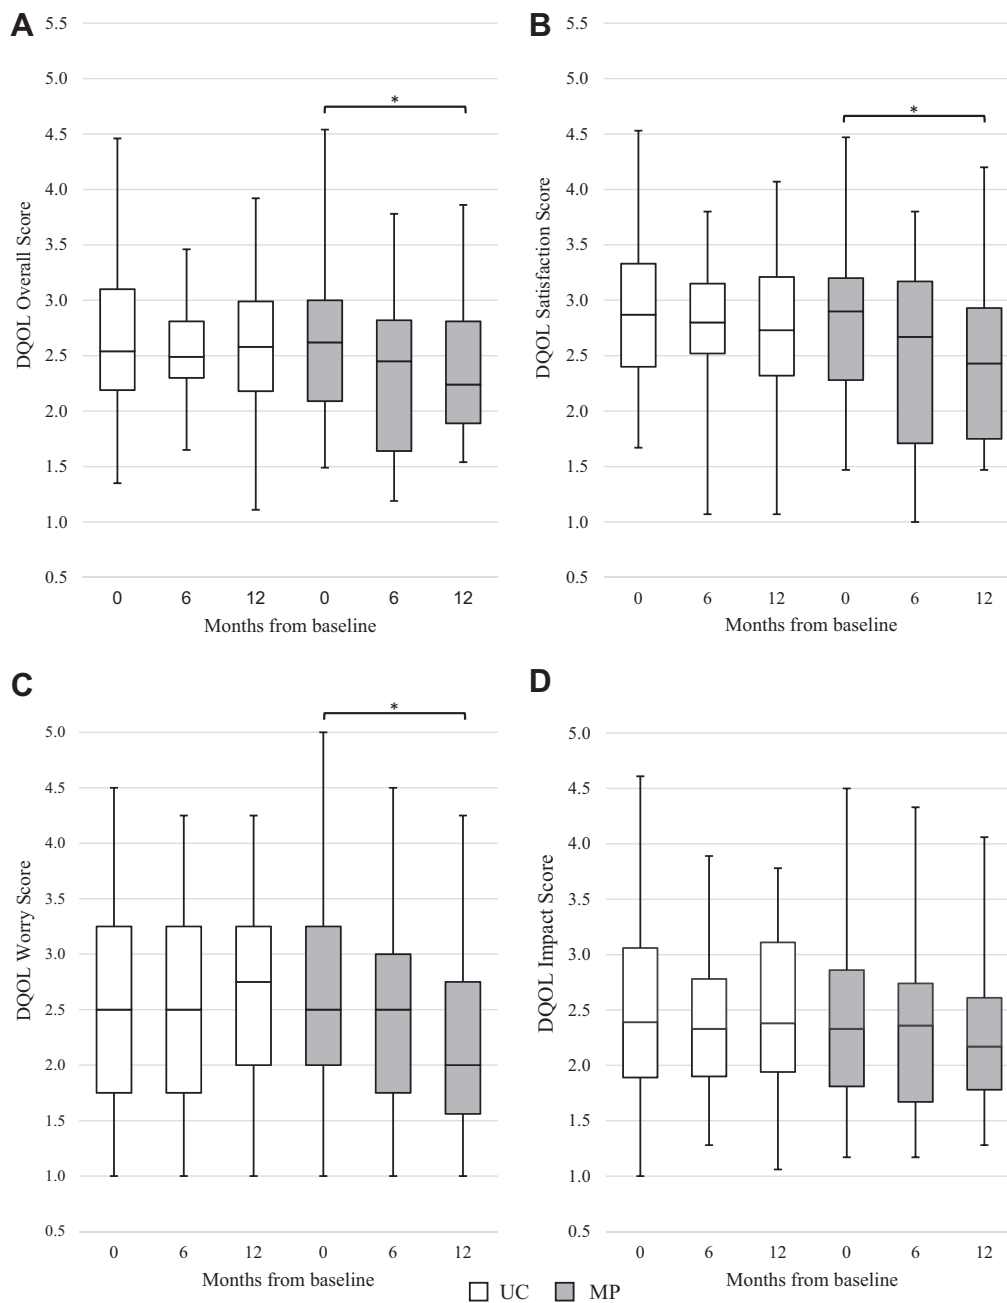 A
5.5
5.0
4.5
4.0
3.5
3.0
2.5
2.0
1.5
1.0
0.5
DQOL Overall Score
*
0 6 12 0 6 12
Months from baseline
B
5.5
5.0
4.5
4.0
3.5
3.0
2.5
2.0
1.5
1.0
0.5
DQOL Satisfaction Score
*
0 6 12 0 6 12
Months from baseline
C
5.0
4.5
4.0
3.5
3.0
2.5
2.0
1.5
1.0
0.5
DQOL Worry Score
*
0 6 12 0 6 12
Months from baseline
D
5.0
4.5
4.0
3.5
3.0
2.5
2.0
1.5
1.0
0.5
DQOL Impact Score
0 6 12 0 6 12
Months from baseline
UC MP